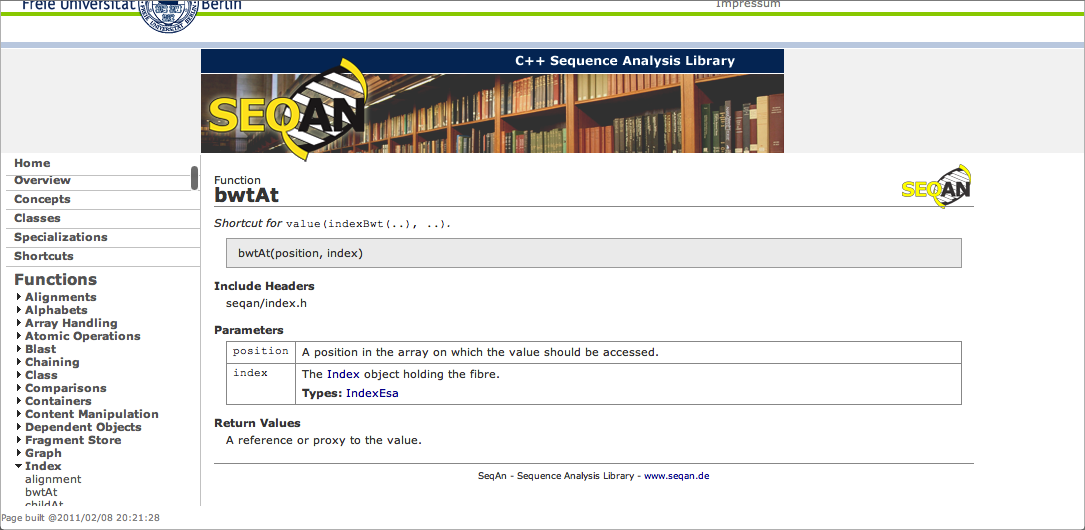 Freie Universität Berlin
Impressum
C++ Sequence Analysis Library
SEQAN
Home
Overview
Concepts
Classes
Specializations
Shortcuts
Functions
Alignments
Alphabets
Array Handling
Atomic Operations
Blast
Chaining
Class
Comparisons
Containers
Content Manipulation
Dependent Objects
Fragment Store
Graph
Index
alignment
bwtAt
childAt
Function
bwtAt
SEQAN
Shortcut for value(indexBwt(..), ..).
bwtAt(position, index)
Include Headers
seqan/index.h
Parameters
position A position in the array on which the value should be accessed.
index The Index object holding the fibre.
Types: IndexEsa
Return Values
A reference or proxy to the value.
SeqAn - Sequence Analysis Library - www.seqan.de
Page built @2011/02/08 20:21:28